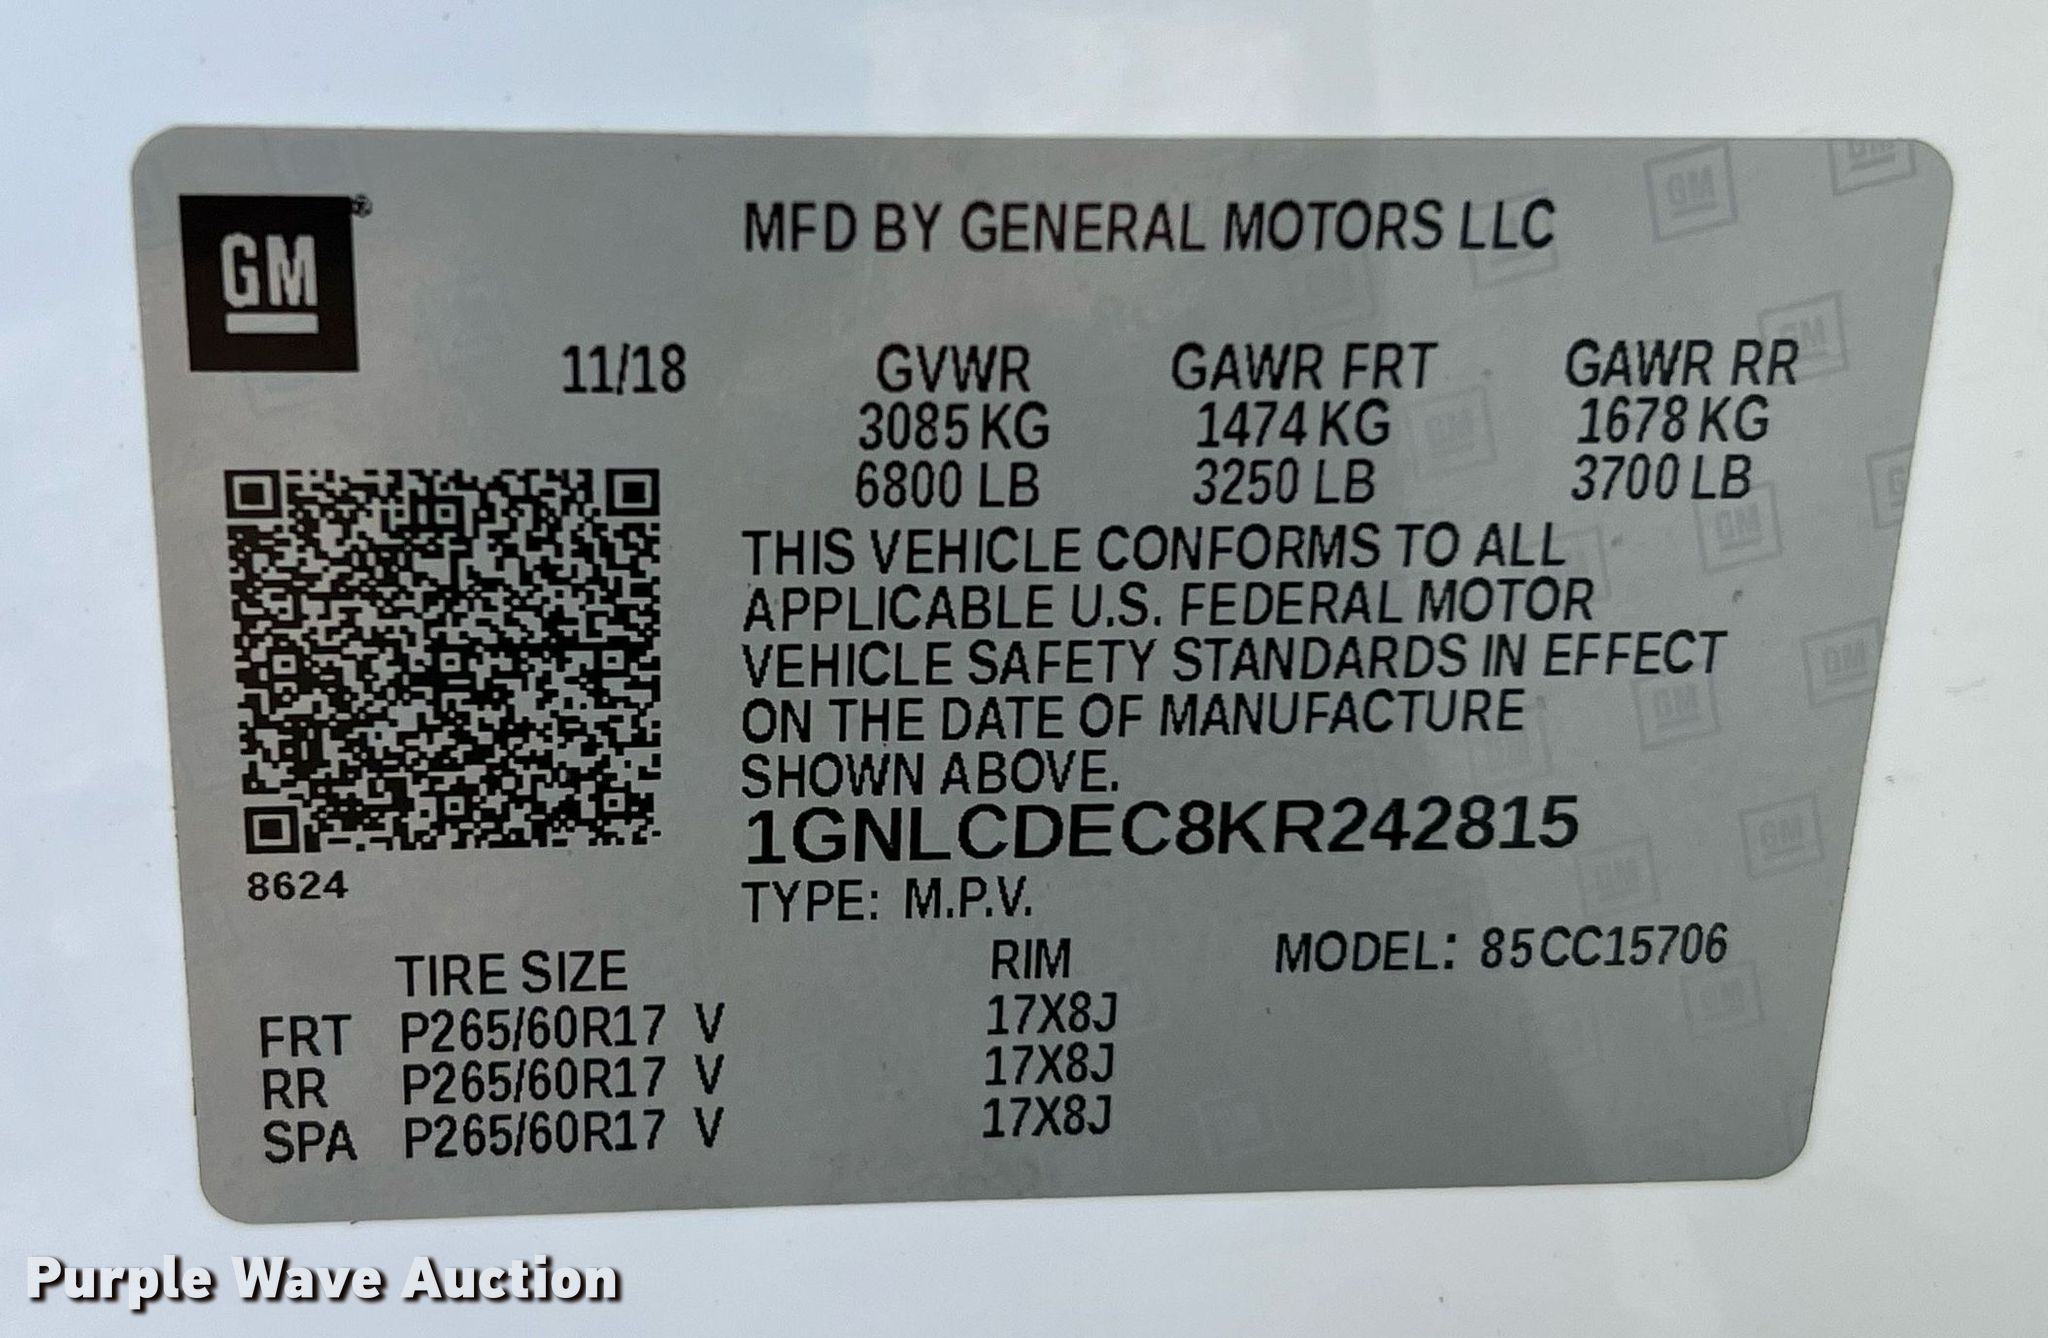 GM®
MFD BY GENERAL MOTORS LLC
11/18 GVWR GAWR FRT GAWR RR
3085 KG 1474 KG 1678 KG
6800 LB 3250 LB 3700 LB
THIS VEHICLE CONFORMS TO ALL
APPLICABLE U.S. FEDERAL MOTOR
VEHICLE SAFETY STANDARDS IN EFFECT
ON THE DATE OF MANUFACTURE
SHOWN ABOVE.
1GNLCDEC8KR242815
8624
TYPE: M.P.V.
TIRE SIZE RIM MODEL: 85CC15706
FRT P265/60R17 V 17X8J
RR P265/60R17 V 17X8J
SPA P265/60R17 V 17X8J
Purple Wave Auction